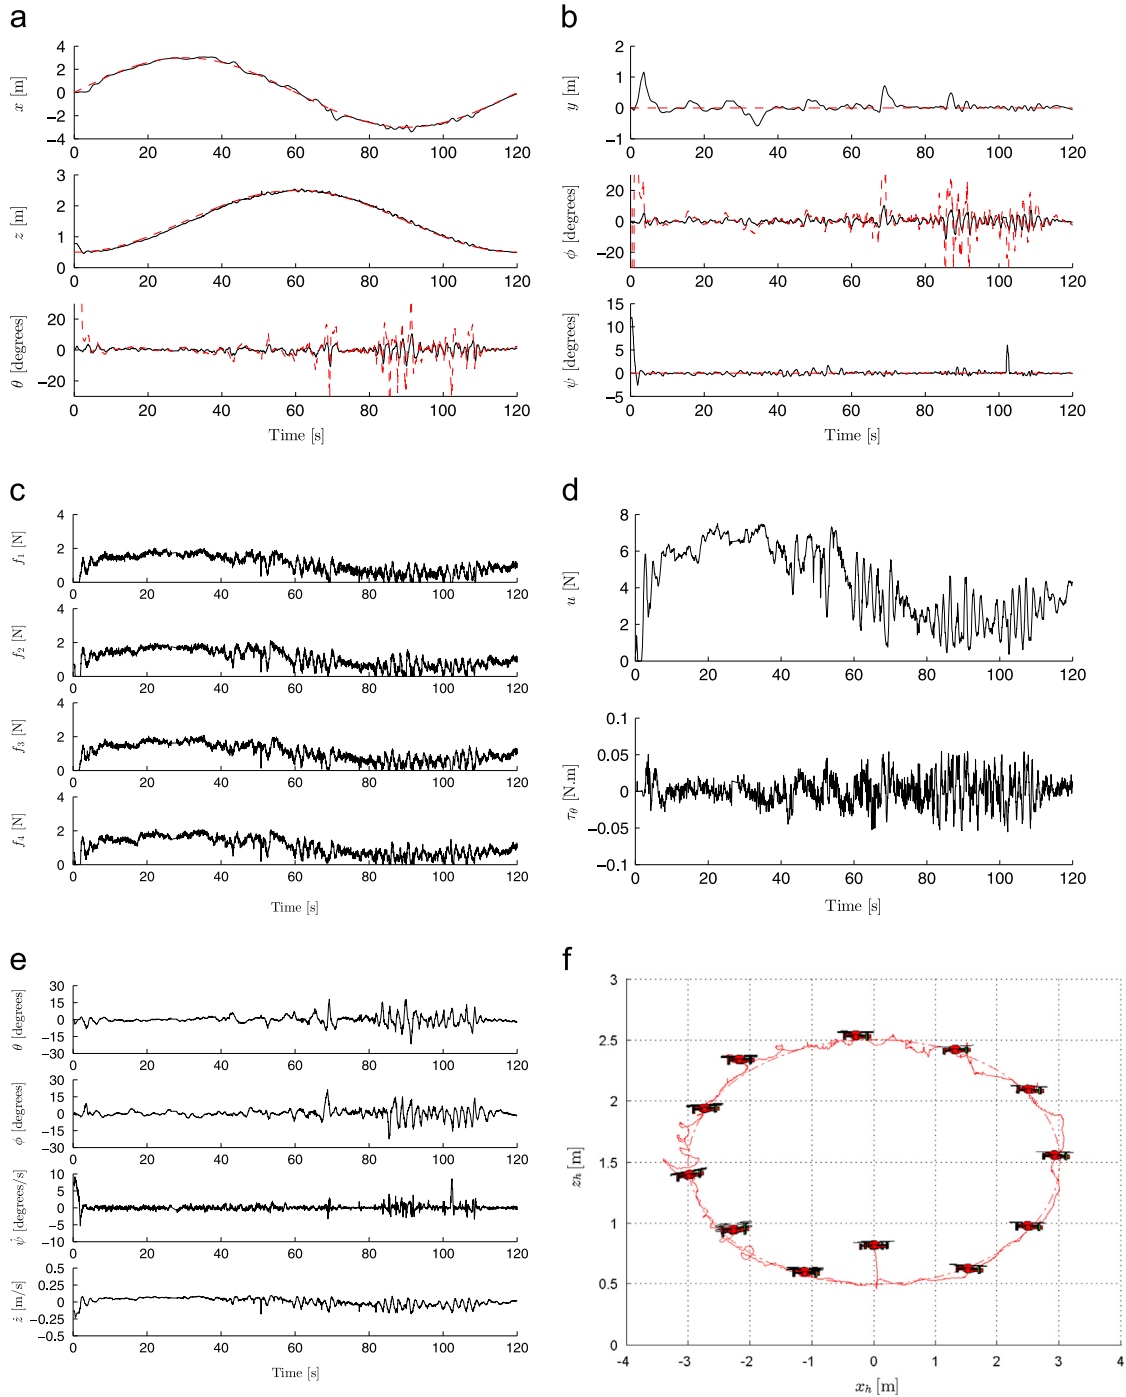 a
4
2
0
−2
−4
x [m]
0 20 40 60 80 100 120
3
2
1
0
z [m]
0 20 40 60 80 100 120
20
0
−20
θ [degrees]
0 20 40 60 80 100 120
Time [s]
b
2
1
0
−1
y [m]
0 20 40 60 80 100 120
20
0
−20
ϕ [degrees]
0 20 40 60 80 100 120
15
10
5
0
−5
ψ [degrees]
0 20 40 60 80 100 120
Time [s]
c
4
2
0
f₁ [N]
0 20 40 60 80 100 120
4
2
0
f₂ [N]
0 20 40 60 80 100 120
4
2
0
f₃ [N]
0 20 40 60 80 100 120
4
2
0
f₄ [N]
0 20 40 60 80 100 120
Time [s]
d
8
6
4
2
0
u [N]
0 20 40 60 80 100 120
0.1
0.05
0
−0.05
−0.1
τ_θ [N.m]
0 20 40 60 80 100 120
Time [s]
e
30
15
0
−15
−30
θ [degrees]
0 20 40 60 80 100 120
30
15
0
−15
−30
ϕ [degrees]
0 20 40 60 80 100 120
10
5
0
−5
−10
ψ̇ [degrees/s]
0 20 40 60 80 100 120
0.5
0.25
0
−0.25
−0.5
ż [m/s]
0 20 40 60 80 100 120
Time [s]
f
3
2.5
2
1.5
1
0.5
0
z_h [m]
-4 -3 -2 -1 0 1 2 3 4
x_h [m]